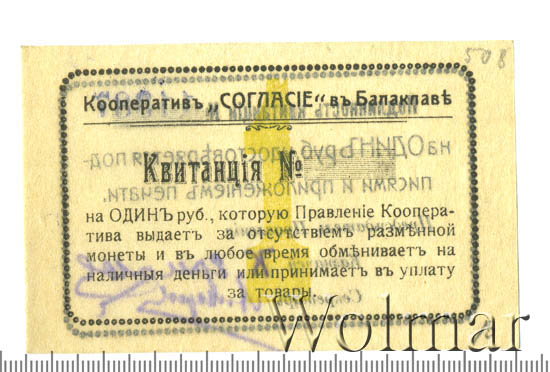 508
Кооперативъ „СОГЛАСІЕ“ въ Балаклавѣ
Квитанція №
на ОДИНЪ руб., которую Правленіе Коопера-
тива выдаетъ за отсутствіемъ размѣнной
монеты и въ любое время обмѣниваетъ на
наличныя деньги или принимаетъ въ уплату
за товары.
Wolmar